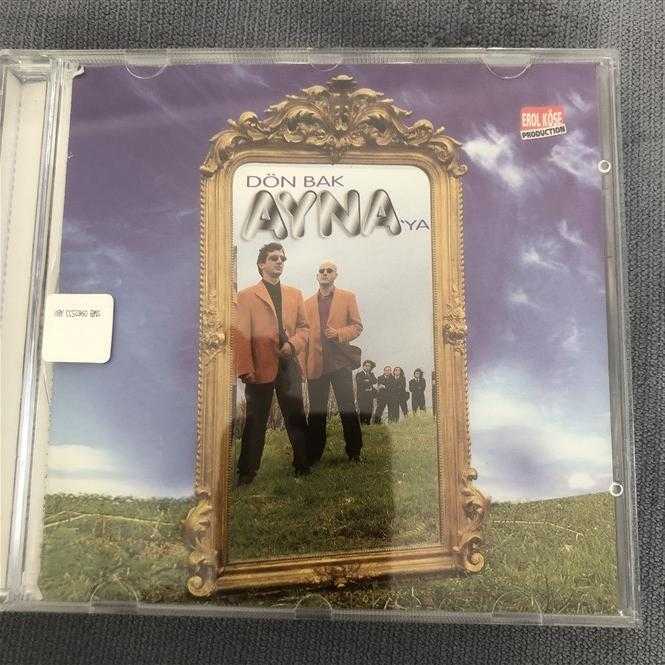 EROL KÖSE
PRODUCTION
DÖN BAK
AYNA'YA